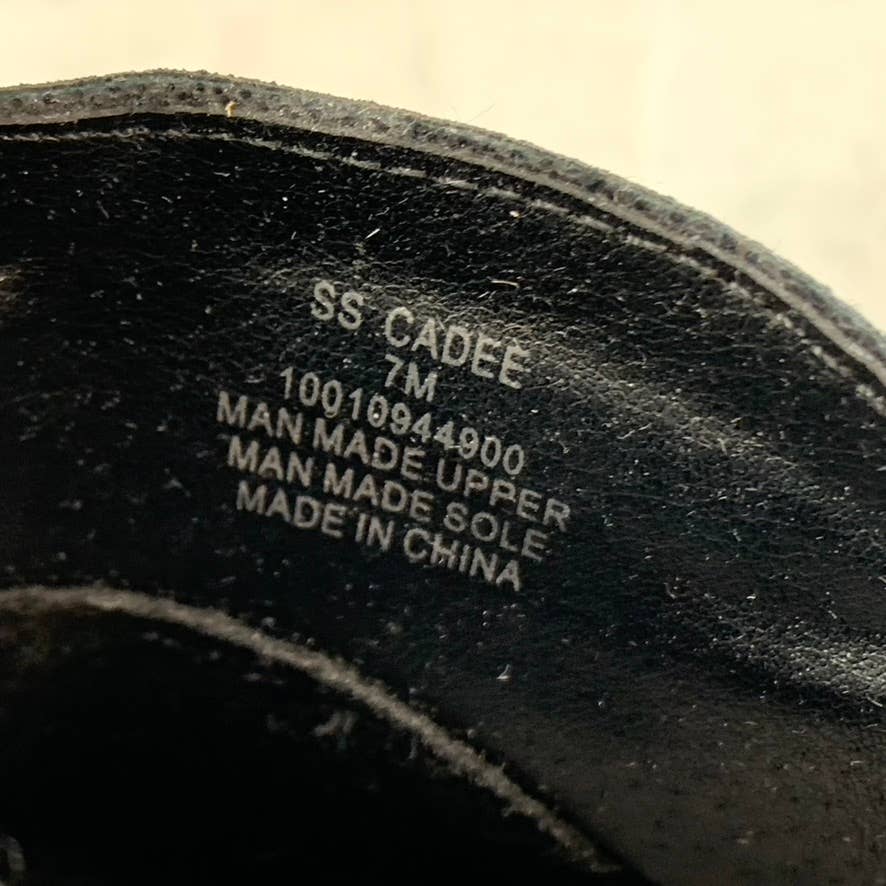 SS CADEE
7M
10010944900
MAN MADE UPPER
MAN MADE SOLE
MADE IN CHINA